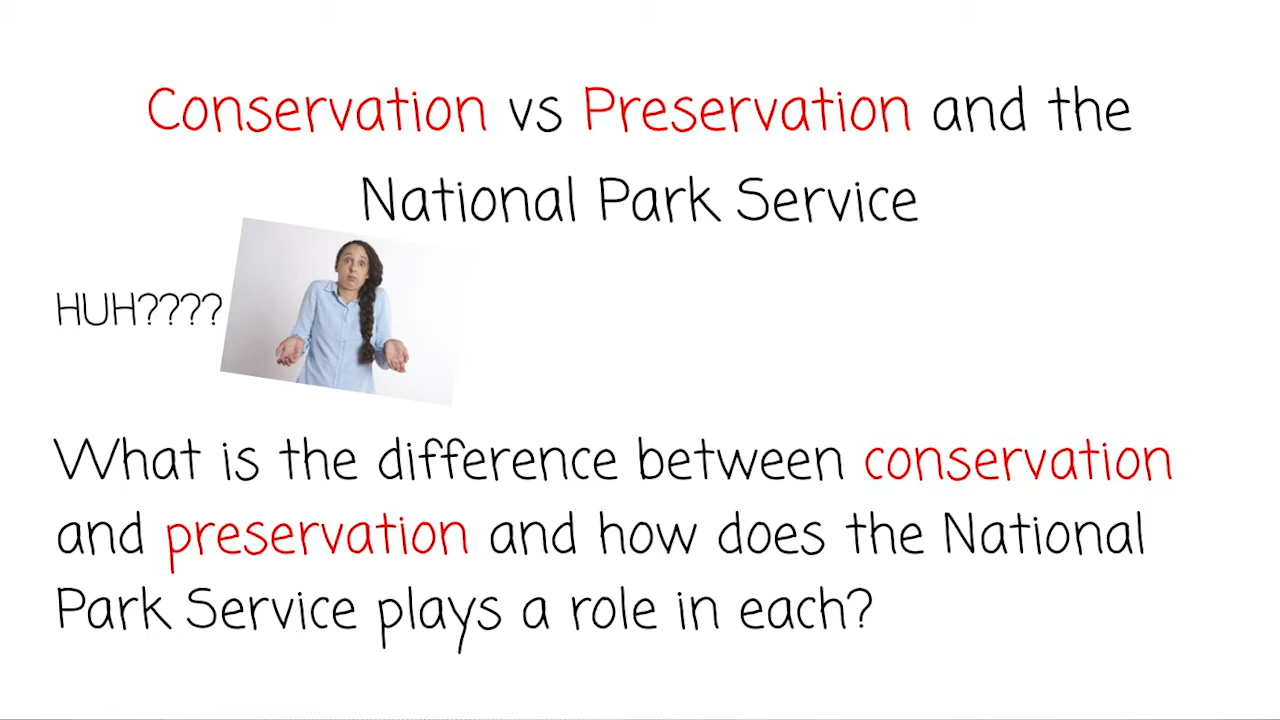 Conservation vs Preservation and the
National Park Service
HUH????
What is the difference between conservation
and preservation and how does the National
Park Service plays a role in each?